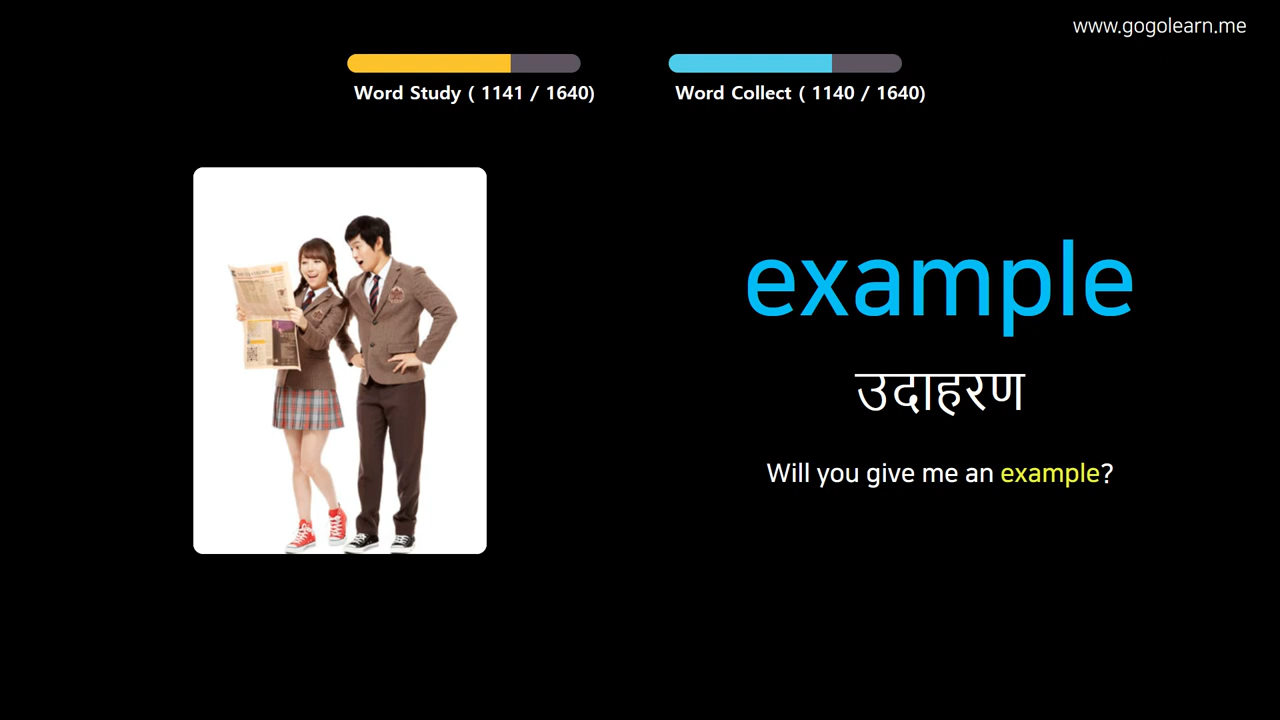 www.gogolearn.me
Word Study ( 1141 / 1640)
Word Collect ( 1140 / 1640)
example
उदाहरण
Will you give me an example?